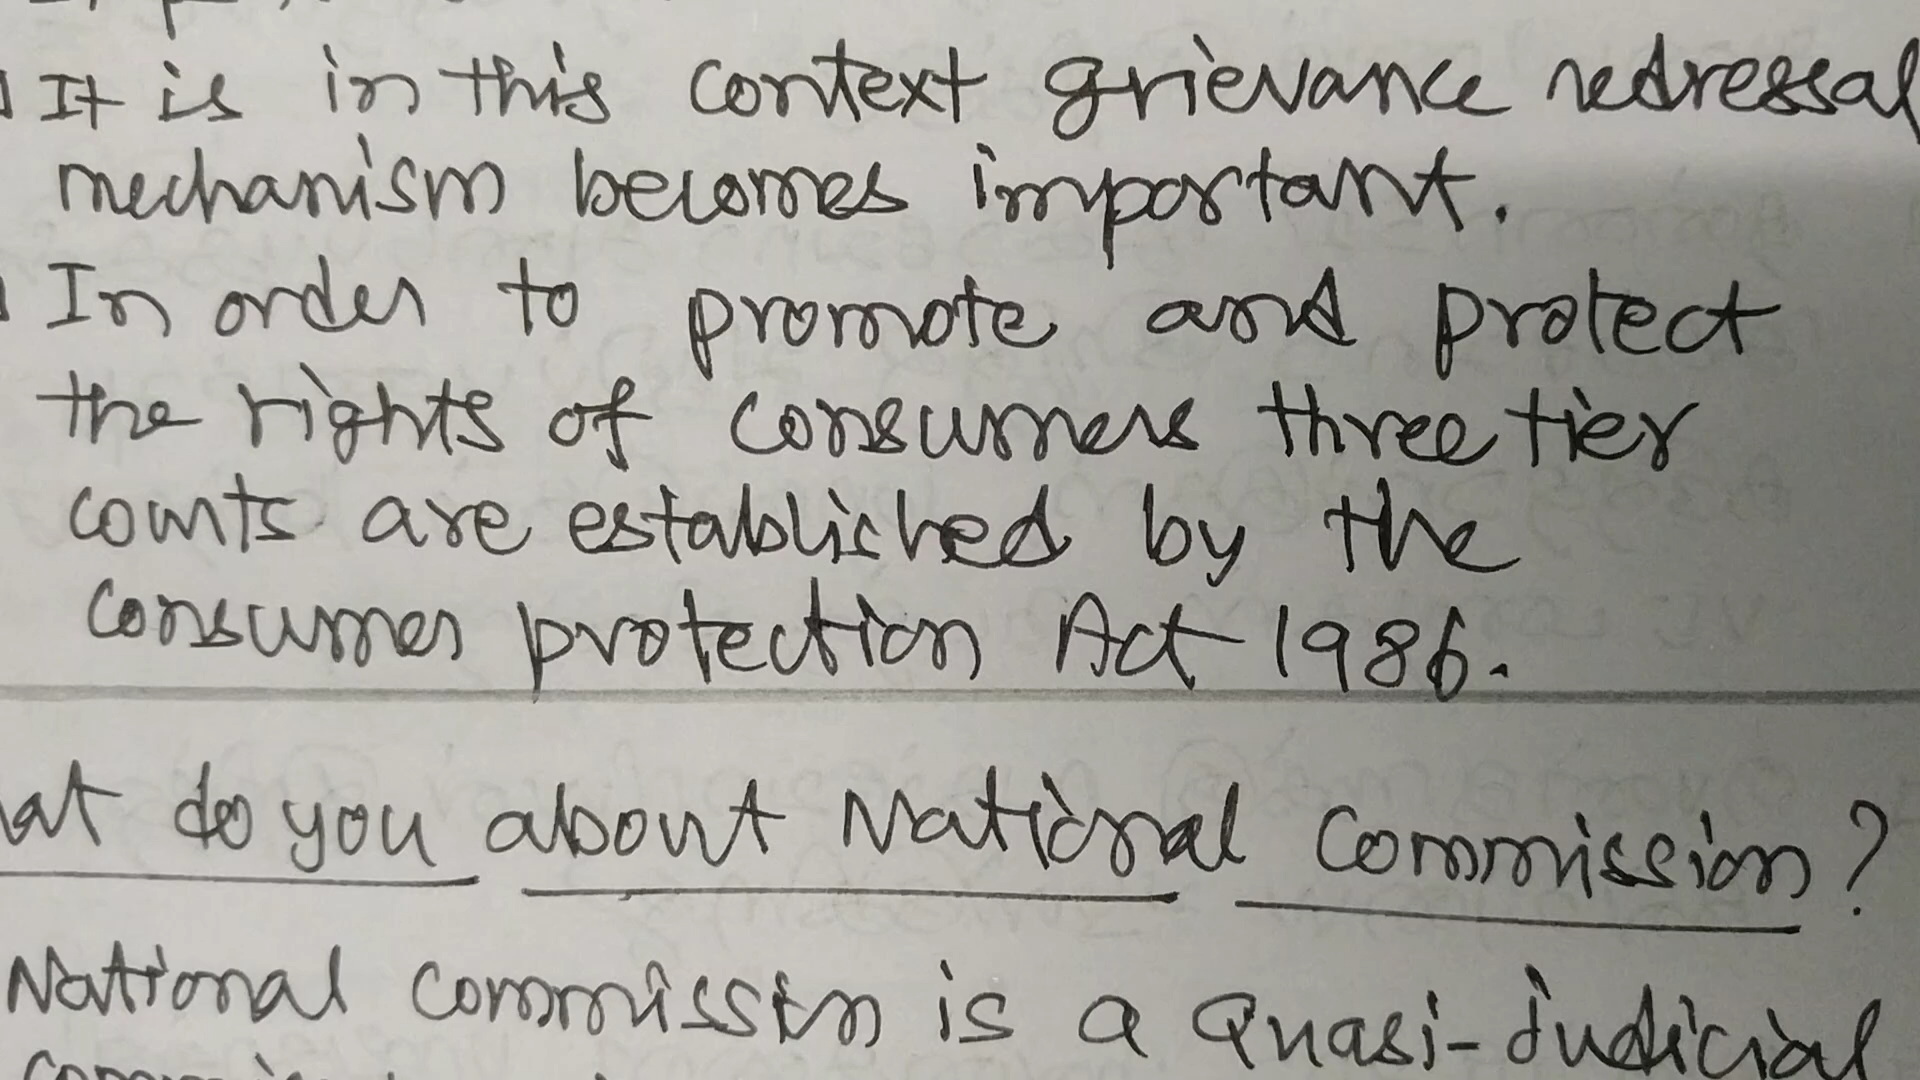 It is in this context grievance redressal
mechanism becomes important.
In order to promote and protect
the rights of consumers three tier
courts are established by the
Consumer protection Act 1986.
at do you about National Commission?
National commission is a Quasi-Judicial